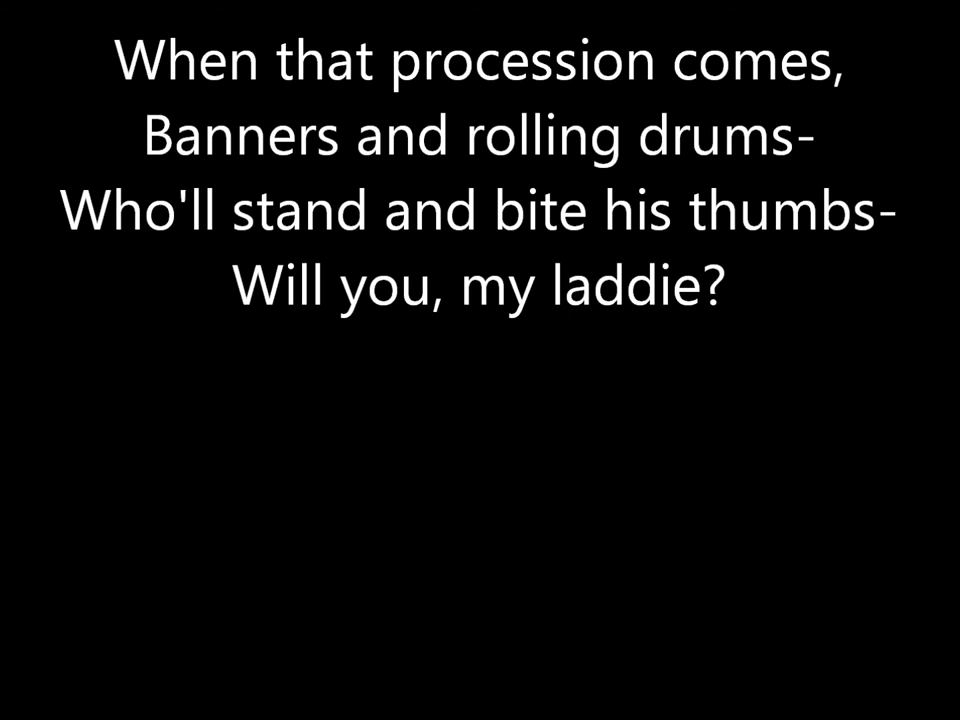 When that procession comes,
Banners and rolling drums-
Who'll stand and bite his thumbs-
Will you, my laddie?